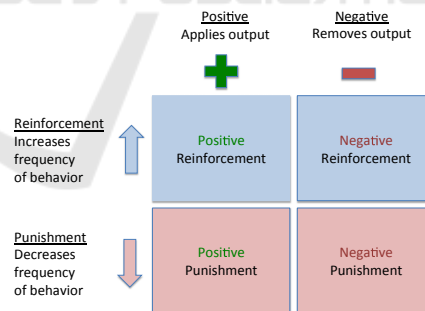 Positive
Applies output
Negative
Removes output
Reinforcement
Increases
frequency
of behavior
Positive
Reinforcement
Negative
Reinforcement
Punishment
Decreases
frequency
of behavior
Positive
Punishment
Negative
Punishment